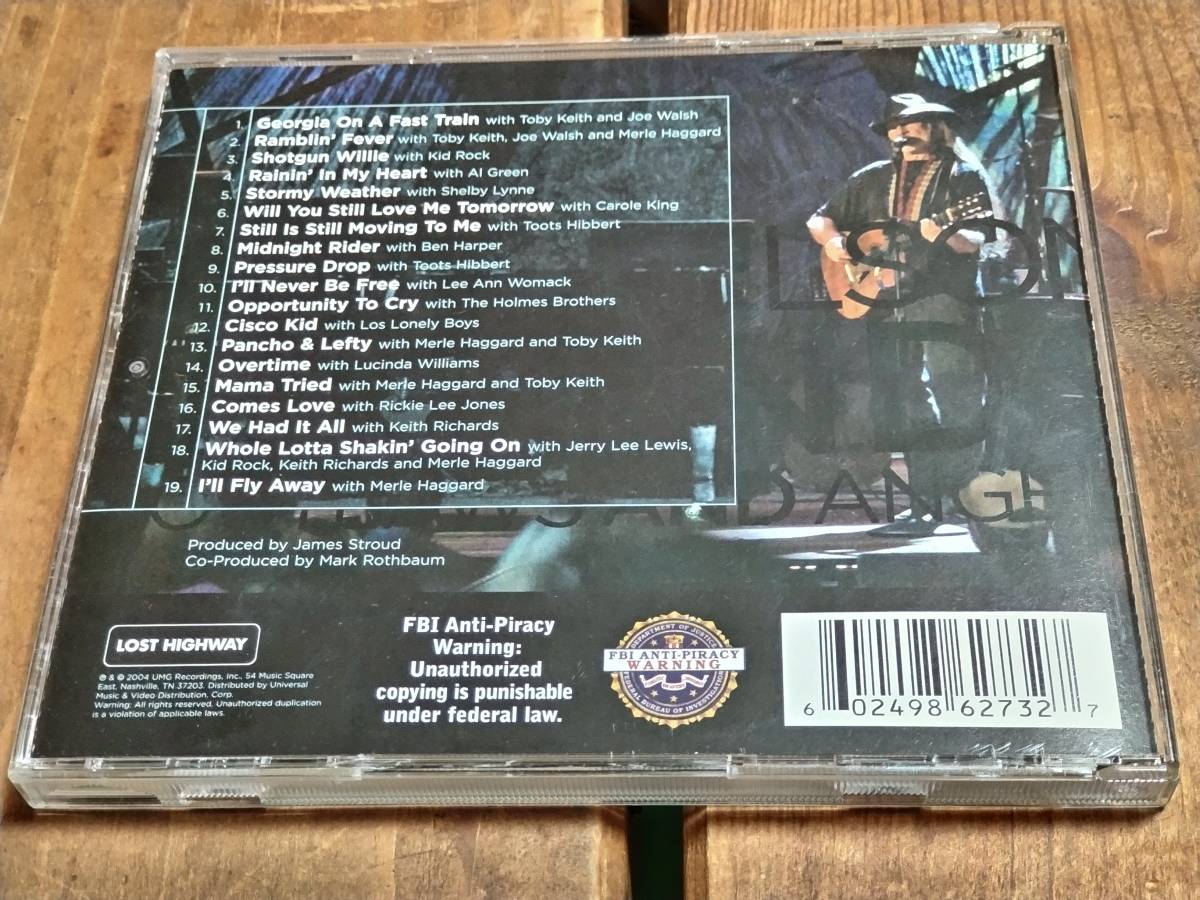 1. Georgia On A Fast Train with Toby Keith and Joe Walsh
2. Ramblin' Fever with Toby Keith, Joe Walsh and Merle Haggard
3. Shotgun Willie with Kid Rock
4. Rainin' In My Heart with Al Green
5. Stormy Weather with Shelby Lynne
6. Will You Still Love Me Tomorrow with Carole King
7. Still Is Still Moving To Me with Toots Hibbert
8. Midnight Rider with Ben Harper
9. Pressure Drop with Toots Hibbert
10. I'll Never Be Free with Lee Ann Womack
11. Opportunity To Cry with The Holmes Brothers
12. Cisco Kid with Los Lonely Boys
13. Pancho & Lefty with Merle Haggard and Toby Keith
14. Overtime with Lucinda Williams
15. Mama Tried with Merle Haggard and Toby Keith
16. Comes Love with Rickie Lee Jones
17. We Had It All with Keith Richards
18. Whole Lotta Shakin' Going On with Jerry Lee Lewis,
Kid Rock, Keith Richards and Merle Haggard
19. I'll Fly Away with Merle Haggard
Produced by James Stroud
Co-Produced by Mark Rothbaum
LOST HIGHWAY
℗ & © 2004 UMG Recordings, Inc., 54 Music Square
East, Nashville, TN 37203. Distributed by Universal
Music & Video Distribution, Corp.
Warning: All rights reserved. Unauthorized duplication
is a violation of applicable laws.
FBI Anti-Piracy
Warning:
Unauthorized
copying is punishable
under federal law.
DEPARTMENT OF JUSTICE
FBI ANTI-PIRACY
WARNING
FEDERAL BUREAU OF INVESTIGATION
6 02498 62732 7